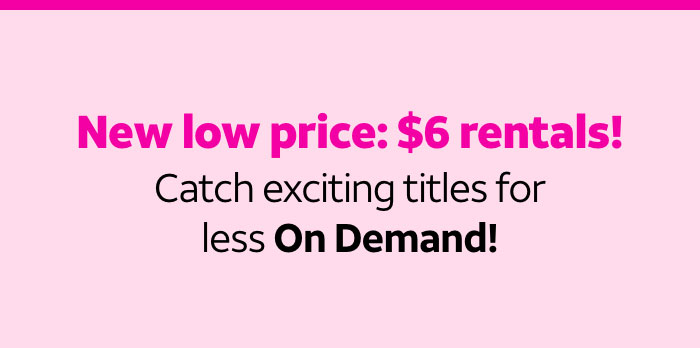 New low price: $6 rentals!
Catch exciting titles for
less On Demand!